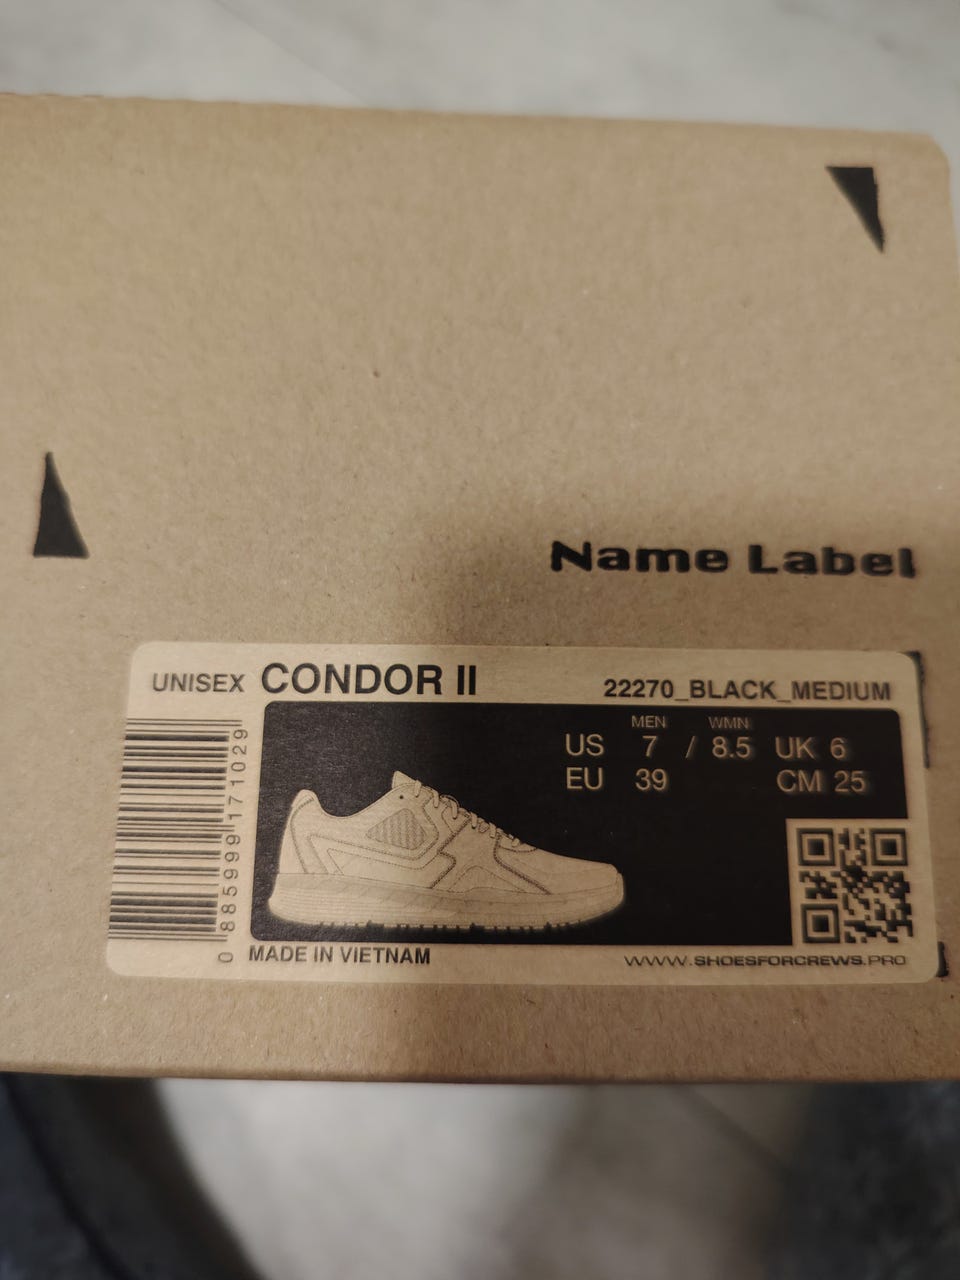 Name Label
UNISEX CONDOR II
22270_BLACK_MEDIUM
MEN WMN
US 7 / 8.5 UK 6
EU 39 CM 25
0 885999 171029
MADE IN VIETNAM
WWW.SHOESFORCREWS.PRO